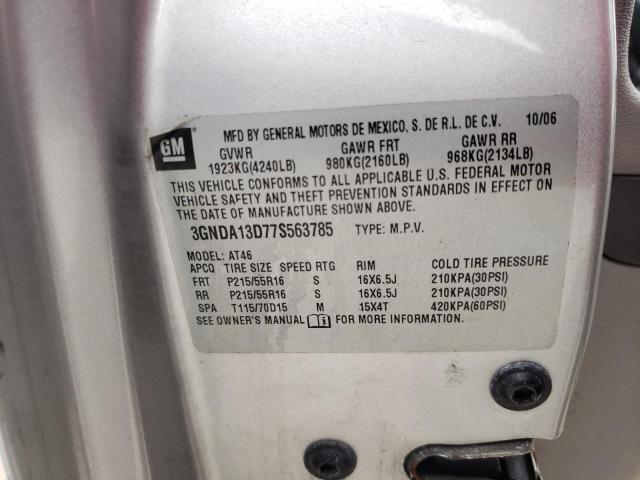 GM
MFD BY GENERAL MOTORS DE MEXICO, S. DE R.L. DE C.V. 10/06
GVWR GAWR FRT GAWR RR
1923KG(4240LB) 980KG(2160LB) 968KG(2134LB)
THIS VEHICLE CONFORMS TO ALL APPLICABLE U.S. FEDERAL MOTOR
VEHICLE SAFETY AND THEFT PREVENTION STANDARDS IN EFFECT ON
THE DATE OF MANUFACTURE SHOWN ABOVE.
3GNDA13D77S563785 TYPE: M.P.V.
MODEL: AT46
APCQ TIRE SIZE SPEED RTG RIM COLD TIRE PRESSURE
FRT P215/55R16 S 16X6.5J 210KPA(30PSI)
RR P215/55R16 S 16X6.5J 210KPA(30PSI)
SPA T115/70D15 M 15X4T 420KPA(60PSI)
SEE OWNER'S MANUAL FOR MORE INFORMATION.